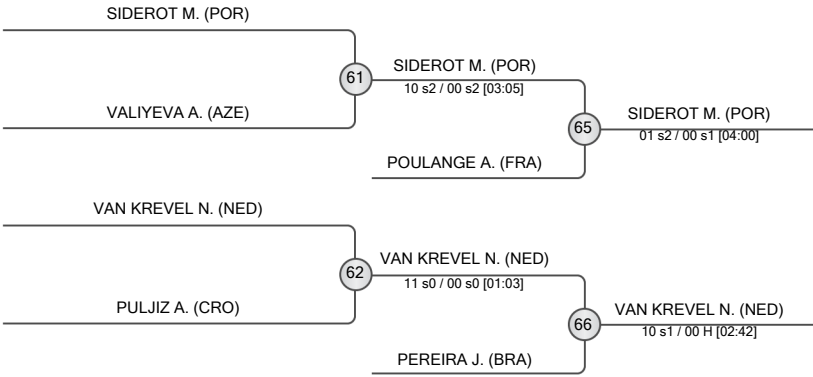 SIDEROT M. (POR)
61
SIDEROT M. (POR)
10 s2 / 00 s2 [03:05]
VALIYEVA A. (AZE)
65
SIDEROT M. (POR)
01 s2 / 00 s1 [04:00]
POULANGE A. (FRA)
VAN KREVEL N. (NED)
62
VAN KREVEL N. (NED)
11 s0 / 00 s0 [01:03]
PULJIZ A. (CRO)
66
VAN KREVEL N. (NED)
10 s1 / 00 H [02:42]
PEREIRA J. (BRA)